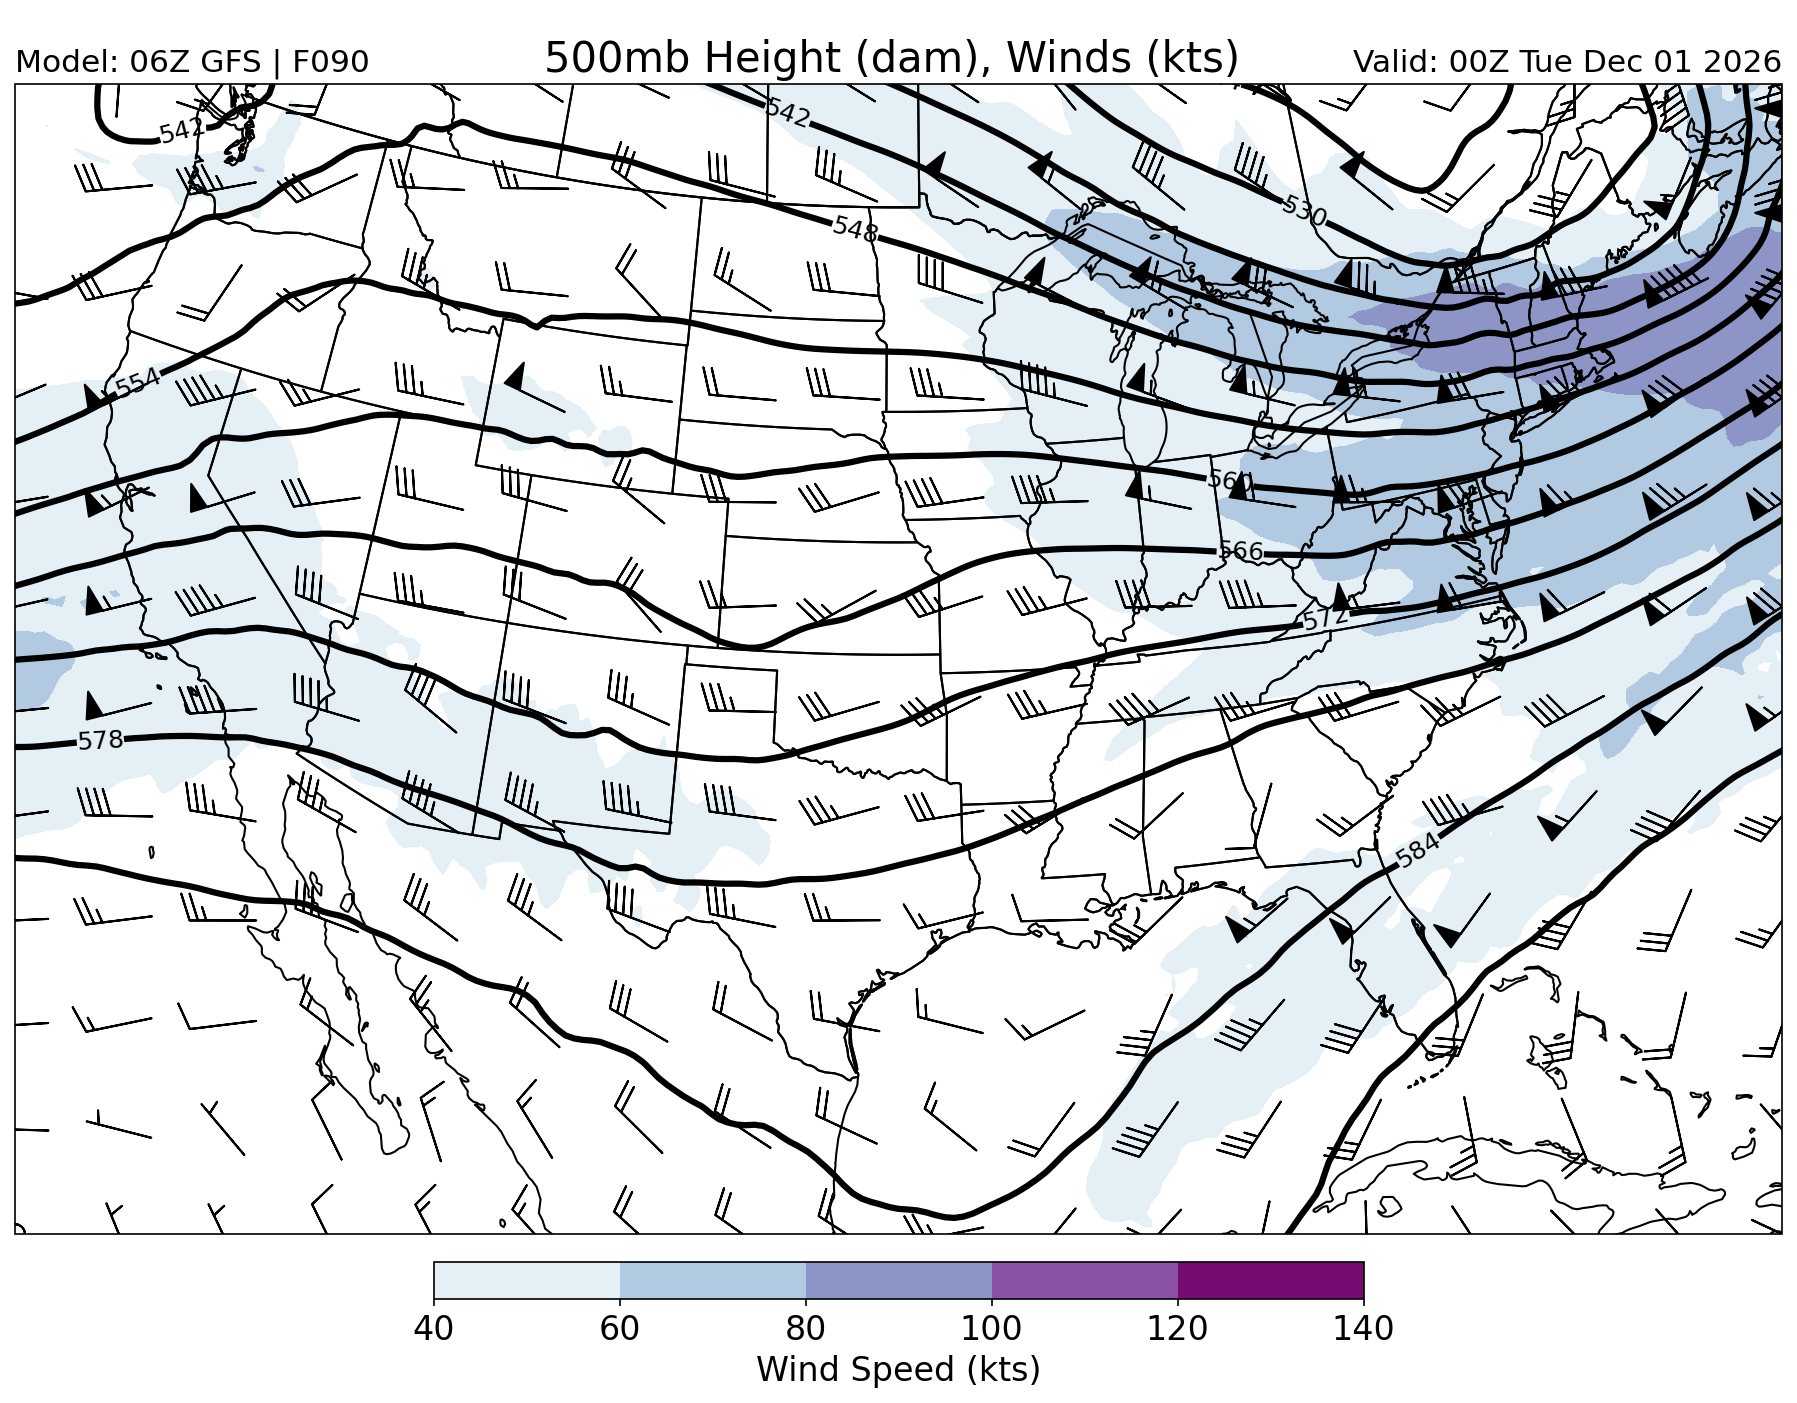 Model: 06Z GFS | F090
500mb Height (dam), Winds (kts)
Valid: 00Z Tue Dec 01 2026
542
542
530
548
554
560
566
572
578
584
40 60 80 100 120 140
Wind Speed (kts)